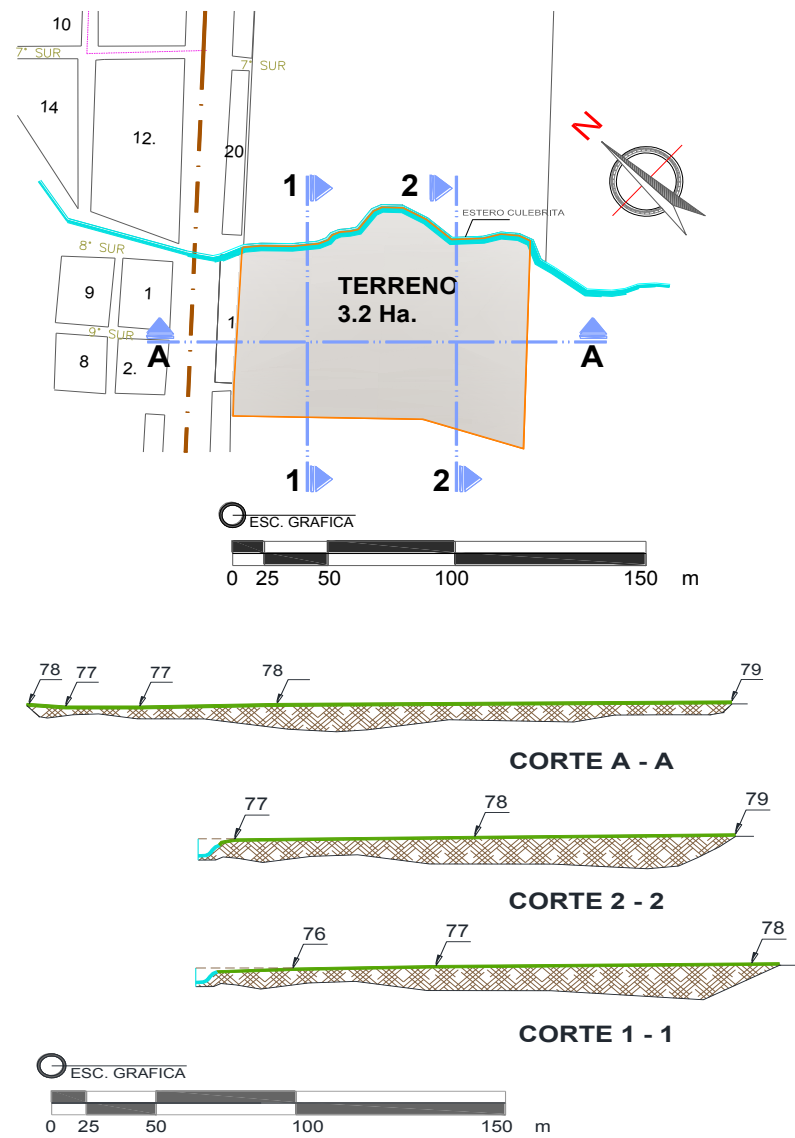 10
7° SUR
7° SUR
14
12.
20
N
1
2
ESTERO CULEBRITA
8° SUR
TERRENO
3.2 Ha.
9
1
1
9° SUR
A
A
8
2.
1
2
ESC. GRAFICA
0 25 50 100 150 m
78 77 77 78 79
CORTE A - A
77 78 79
CORTE 2 - 2
76 77 78
CORTE 1 - 1
ESC. GRAFICA
0 25 50 100 150 m